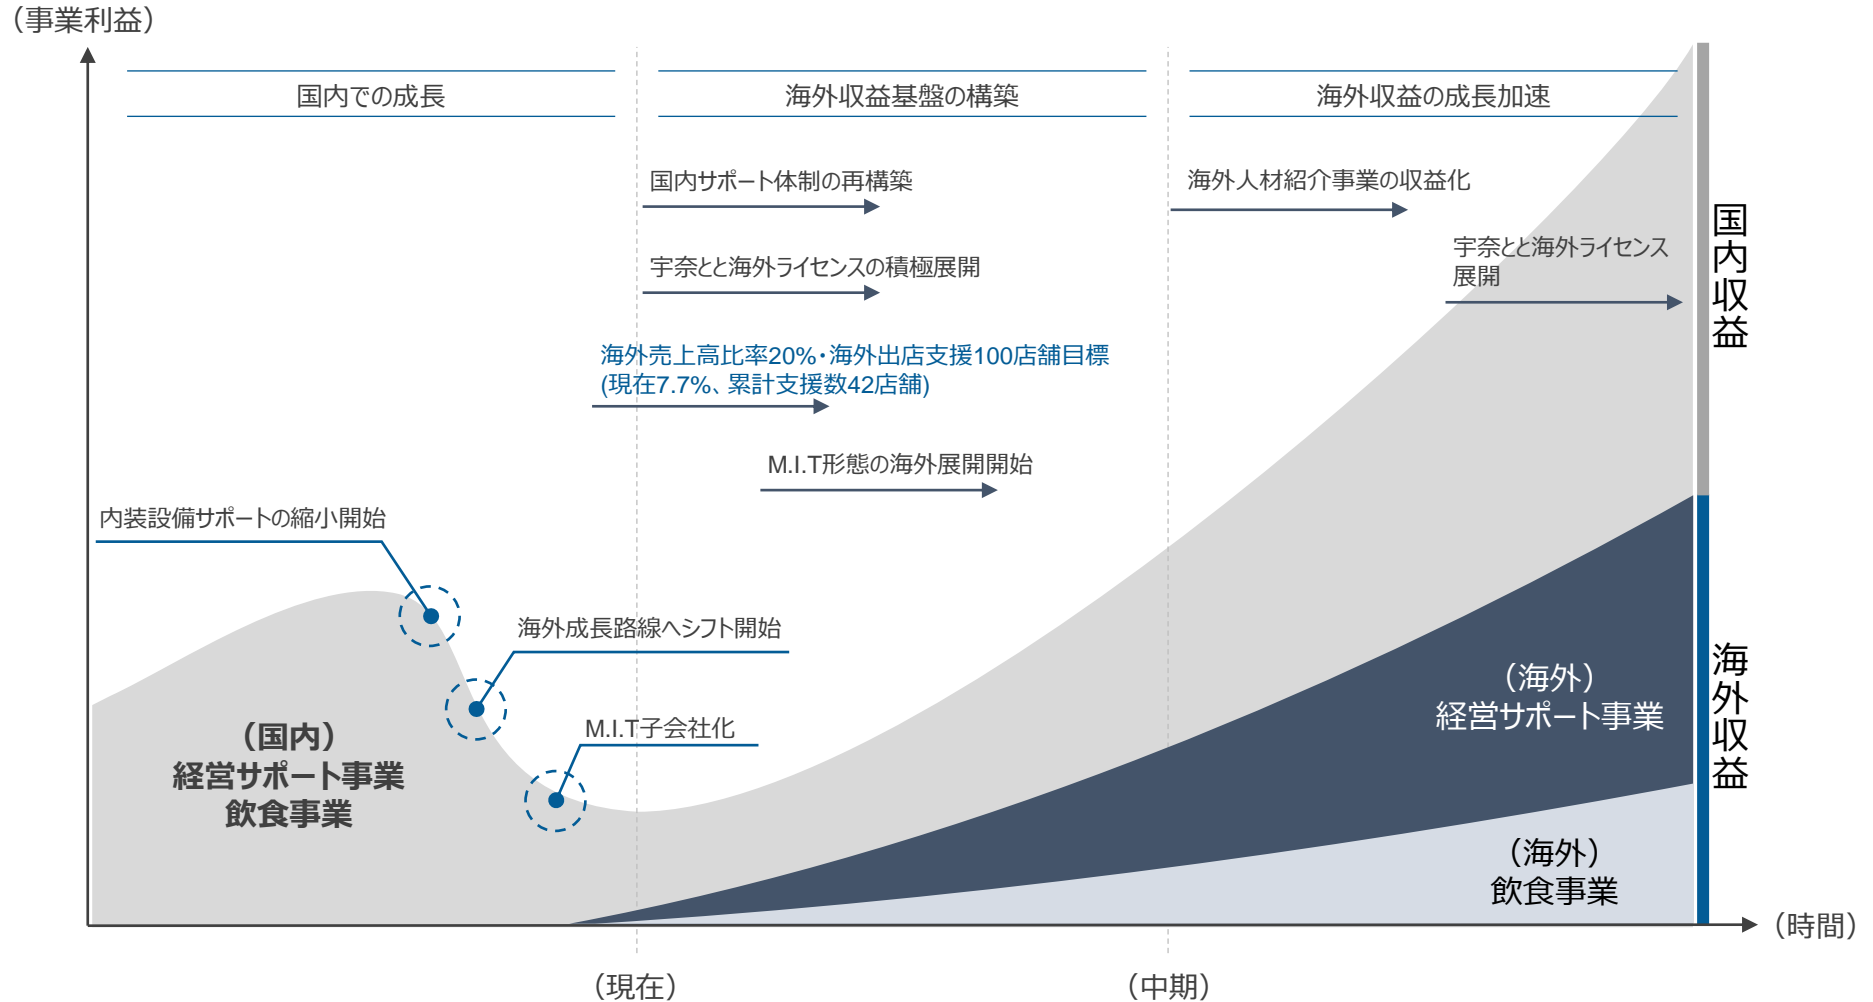 （事業利益）
国内での成長
海外収益基盤の構築
海外収益の成長加速
国内サポート体制の再構築
海外人材紹介事業の収益化
宇奈とと海外ライセンスの積極展開
宇奈とと海外ライセンス
展開
海外売上高比率20%・海外出店支援100店舗目標
(現在7.7%、累計支援数42店舗)
M.I.T形態の海外展開開始
内装設備サポートの縮小開始
海外成長路線へシフト開始
M.I.T子会社化
（国内）
経営サポート事業
飲食事業
（海外）
経営サポート事業
（海外）
飲食事業
国内収益
海外収益
（時間）
（現在）
（中期）